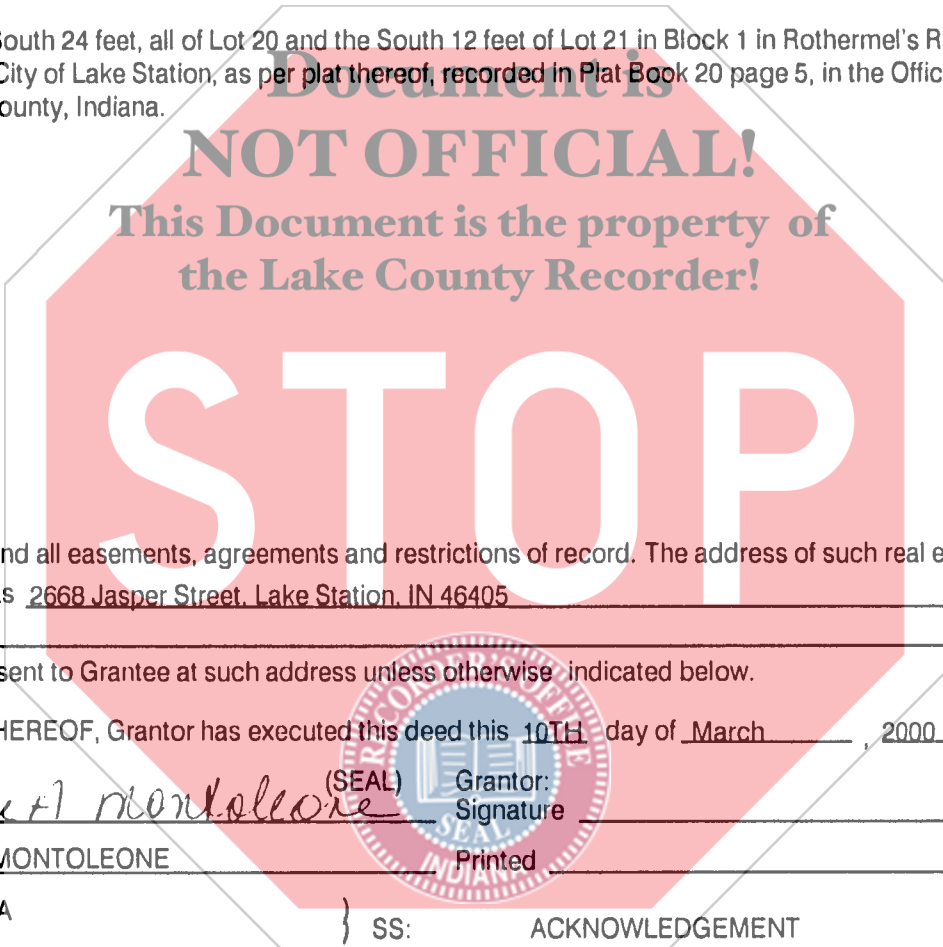 South 24 feet, all of Lot 20 and the South 12 feet of Lot 21 in Block 1 in Rothermel's R
City of Lake Station, as per plat thereof, recorded in Plat Book 20 page 5, in the Offic
ounty, Indiana.
Document is
NOT OFFICIAL!
This Document is the property of
the Lake County Recorder!
STOP
nd all easements, agreements and restrictions of record. The address of such real e
s 2668 Jasper Street, Lake Station, IN 46405
sent to Grantee at such address unless otherwise indicated below.
HEREOF, Grantor has executed this deed this 10TH day of March , 2000
RECORDER'S OFFICE
SEAL
INDIANA
A Montoleone (SEAL) Grantor:
Signature
MONTOLEONE Printed
A
SS: ACKNOWLEDGEMENT